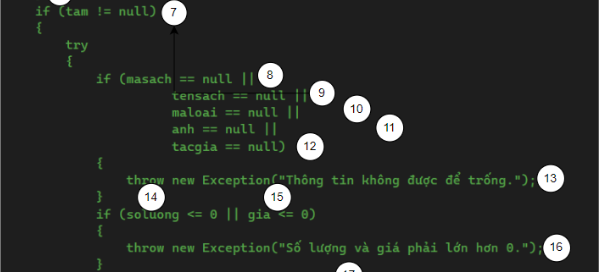 if (tam != null) 7
{
try
{
if (masach == null || 8
tensach == null || 9
maloai == null || 10
anh == null || 11
tacgia == null) 12
{
throw new Exception("Thông tin không được để trống."); 13
} 14 15
if (soluong <= 0 || gia <= 0)
{
throw new Exception("Số lượng và giá phải lớn hơn 0."); 16
}
17